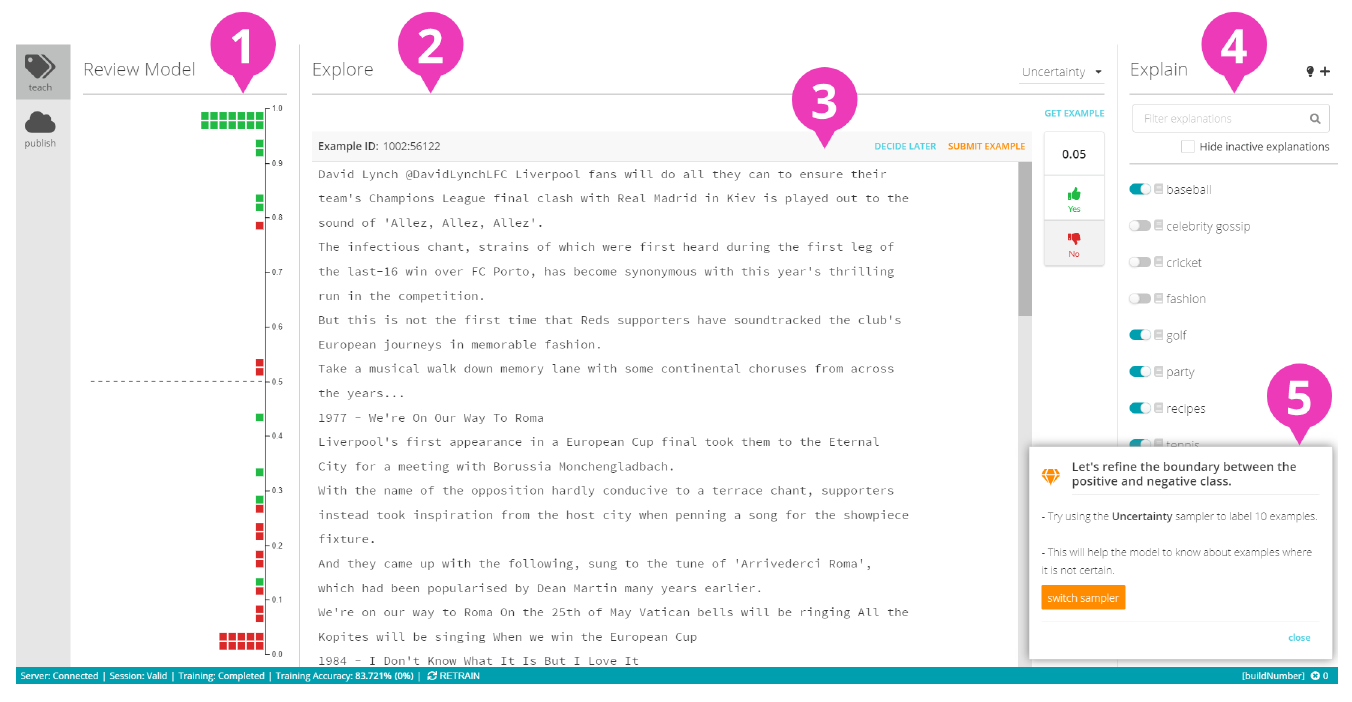 1
2
3
4
5
teach
publish
Review Model
1.0
0.9
0.8
0.7
0.6
0.5
0.4
0.3
0.2
0.1
0.0
Explore
Uncertainty
GET EXAMPLE
Example ID: 1002:56122
DECIDE LATER
SUBMIT EXAMPLE
David Lynch @DavidLynchLFC Liverpool fans will do all they can to ensure their
team's Champions League final clash with Real Madrid in Kiev is played out to the
sound of 'Allez, Allez, Allez'.
The infectious chant, strains of which were first heard during the first leg of
the last-16 win over FC Porto, has become synonymous with this year's thrilling
run in the competition.
But this is not the first time that Reds supporters have soundtracked the club's
European journeys in memorable fashion.
Take a musical walk down memory lane with some continental choruses from across
the years...
1977 – We're On Our Way To Roma
Liverpool's first appearance in a European Cup final took them to the Eternal
City for a meeting with Borussia Monchengladbach.
With the name of the opposition hardly conducive to a terrace chant, supporters
instead took inspiration from the host city when penning a song for the showpiece
fixture.
And they came up with the following, sung to the tune of 'Arrivederci Roma',
which had been popularised by Dean Martin many years earlier.
We're on our way to Roma On the 25th of May Vatican bells will be ringing All the
Kopites will be singing When we win the European Cup
1984 – I Don't Know What It Is But I Love It
0.05
Yes
No
Explain
Filter explanations
Hide inactive explanations
baseball
celebrity gossip
cricket
fashion
golf
party
recipes
tennis
Let's refine the boundary between the
positive and negative class.
- Try using the Uncertainty sampler to label 10 examples.
- This will help the model to know about examples where
it is not certain.
switch sampler
close
Server: Connected | Session: Valid | Training: Completed | Training Accuracy: 83.721% (0%) | RETRAIN
[buildNumber] 0